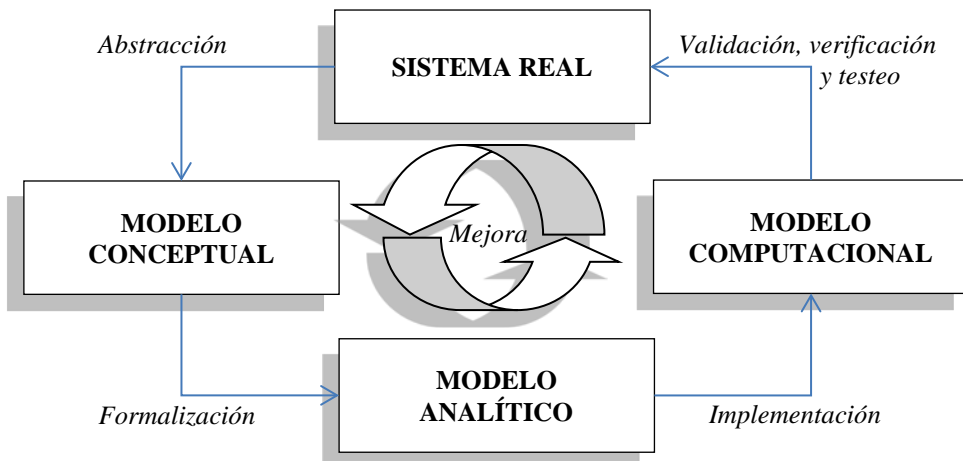 Abstracción
SISTEMA REAL
Validación, verificación
y testeo
MODELO
CONCEPTUAL
Mejora
MODELO
COMPUTACIONAL
MODELO
ANALÍTICO
Formalización
Implementación